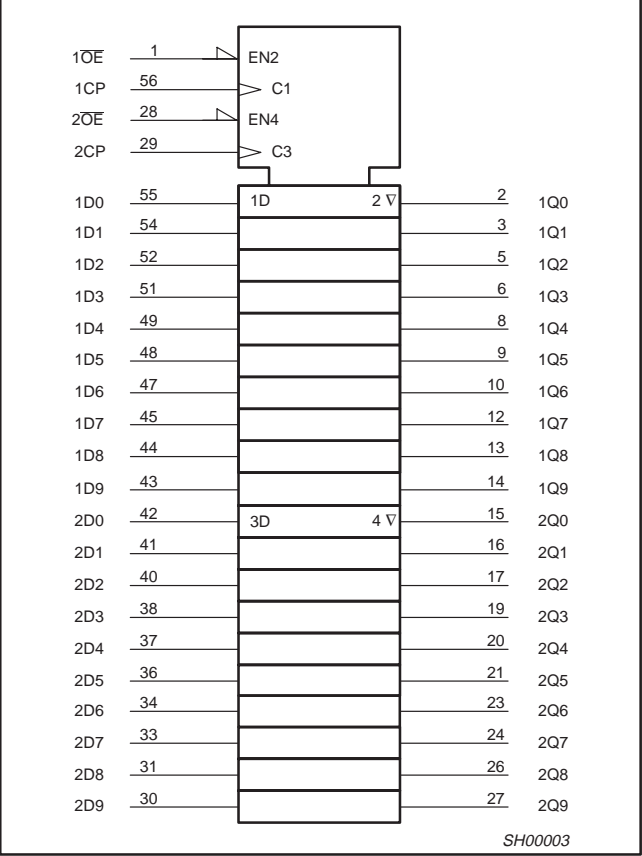 1O̅E̅ 1 EN2
1CP 56 C1
2O̅E̅ 28 EN4
2CP 29 C3
1D0 55 1D 2 ∇ 2 1Q0
1D1 54 3 1Q1
1D2 52 5 1Q2
1D3 51 6 1Q3
1D4 49 8 1Q4
1D5 48 9 1Q5
1D6 47 10 1Q6
1D7 45 12 1Q7
1D8 44 13 1Q8
1D9 43 14 1Q9
2D0 42 3D 4 ∇ 15 2Q0
2D1 41 16 2Q1
2D2 40 17 2Q2
2D3 38 19 2Q3
2D4 37 20 2Q4
2D5 36 21 2Q5
2D6 34 23 2Q6
2D7 33 24 2Q7
2D8 31 26 2Q8
2D9 30 27 2Q9
SH00003